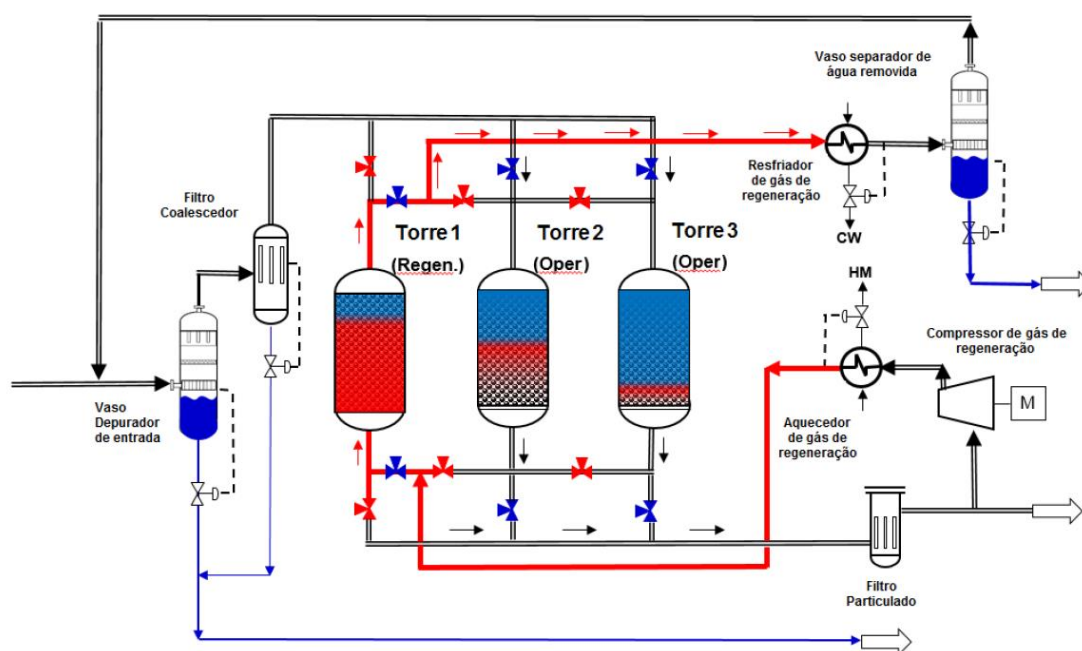 Vaso separador de
água removida
Filtro
Coalescedor
Resfriador
de gás de
regeneração
CW
Torre 1
(Regen.)
Torre 2
(Oper)
Torre 3
(Oper)
HM
Compressor de gás de
regeneração
M
Vaso
Depurador
de entrada
Aquecedor
de gás de
regeneração
Filtro
Particulado